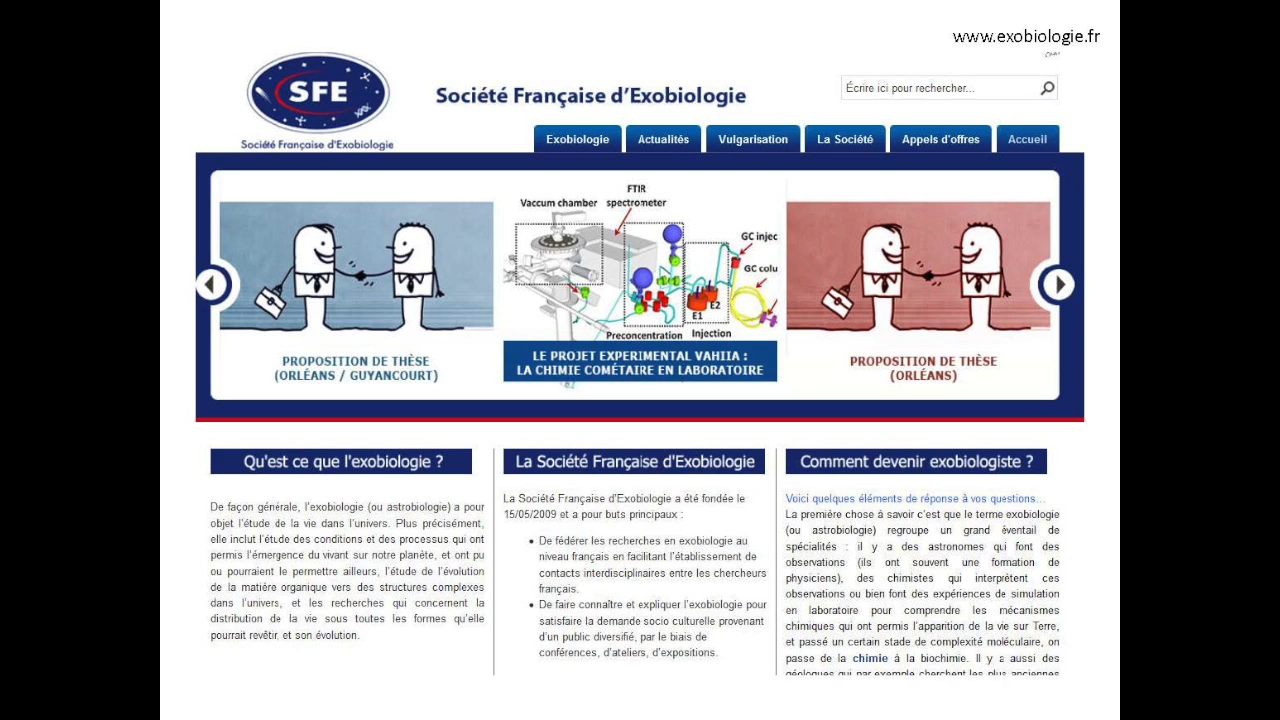 www.exobiologie.fr
SFE
Société Française d'Exobiologie
Société Française d'Exobiologie
Écrire ici pour rechercher...
Exobiologie
Actualités
Vulgarisation
La Société
Appels d'offres
Accueil
PROPOSITION DE THÈSE
(ORLÉANS / GUYANCOURT)
FTIR
Vaccum chamber spectrometer
GC injec
GC colu
E1
E2
Preconcentration
Injection
LE PROJET EXPERIMENTAL VAHIIA :
LA CHIMIE COMÉTAIRE EN LABORATOIRE
PROPOSITION DE THÈSE
(ORLÉANS)
Qu'est ce que l'exobiologie ?
De façon générale, l'exobiologie (ou astrobiologie) a pour
objet l'étude de la vie dans l'univers. Plus précisément,
elle inclut l'étude des conditions et des processus qui ont
permis l'émergence du vivant sur notre planète, et ont pu
ou pourraient le permettre ailleurs, l'étude de l'évolution
de la matière organique vers des structures complexes
dans l'univers, et les recherches qui concernent la
distribution de la vie sous toutes les formes qu'elle
pourrait revêtir, et son évolution.
La Société Française d'Exobiologie
La Société Française d'Exobiologie a été fondée le
15/05/2009 et a pour buts principaux :
• De fédérer les recherches en exobiologie au
niveau français en facilitant l'établissement de
contacts interdisciplinaires entre les chercheurs
français.
• De faire connaître et expliquer l'exobiologie pour
satisfaire la demande socio culturelle provenant
d'un public diversifié, par le biais de
conférences, d'ateliers, d'expositions.
Comment devenir exobiologiste ?
Voici quelques éléments de réponse à vos questions...
La première chose à savoir c'est que le terme exobiologie
(ou astrobiologie) regroupe un grand éventail de
spécialités : il y a des astronomes qui font des
observations (ils ont souvent une formation de
physiciens), des chimistes qui interprètent ces
observations ou bien font des expériences de simulation
en laboratoire pour comprendre les mécanismes
chimiques qui ont permis l'apparition de la vie sur Terre,
et passé un certain stade de complexité moléculaire, on
passe de la chimie à la biochimie. Il y a aussi des
géologues qui par exemple cherchent les plus anciennes